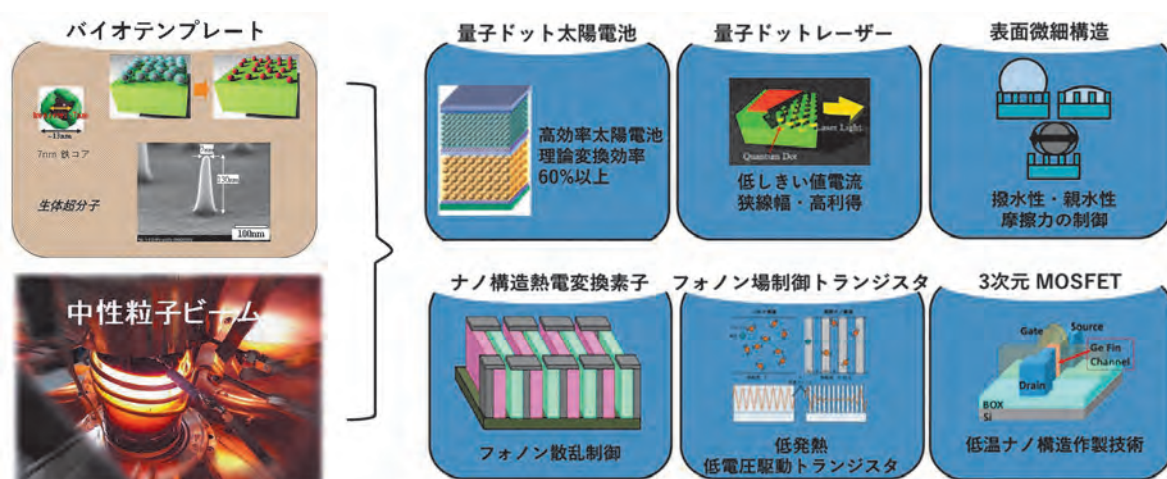 バイオテンプレート
~13nm
7nm 鉄コア
生体超分子
7nm
100nm
中性粒子ビーム
量子ドット太陽電池
高効率太陽電池
理論変換効率
60%以上
量子ドットレーザー
Laser Light
Quantum Dot
低しきい値電流
狭線幅・高利得
表面微細構造
撥水性・親水性
摩擦力の制御
ナノ構造熱電変換素子
フォノン散乱制御
フォノン場制御トランジスタ
低発熱
低電圧駆動トランジスタ
3次元 MOSFET
Gate
Source
Ge Fin
Channel
Drain
BOX
Si
低温ナノ構造作製技術